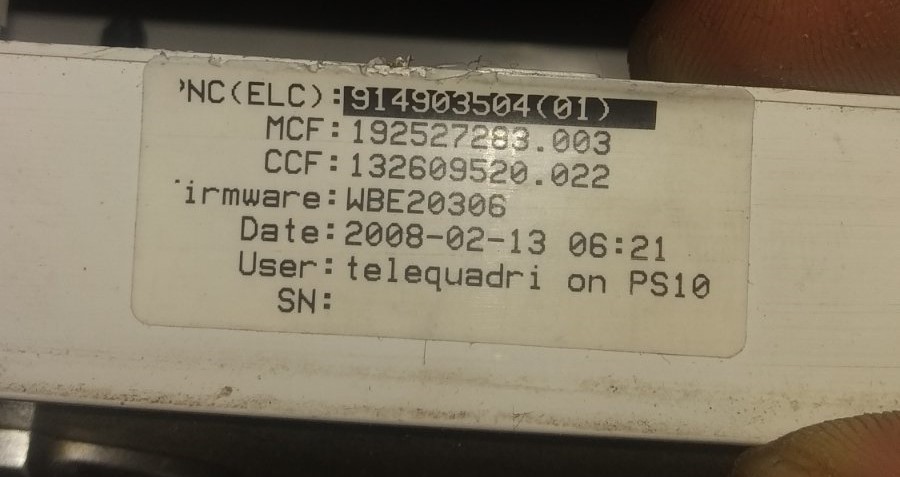 'NC(ELC):914903504(01)
MCF:192527283.003
CCF:132609520.022
irmware:WBE20306
Date:2008-02-13 06:21
User:telequadri on PS10
SN: